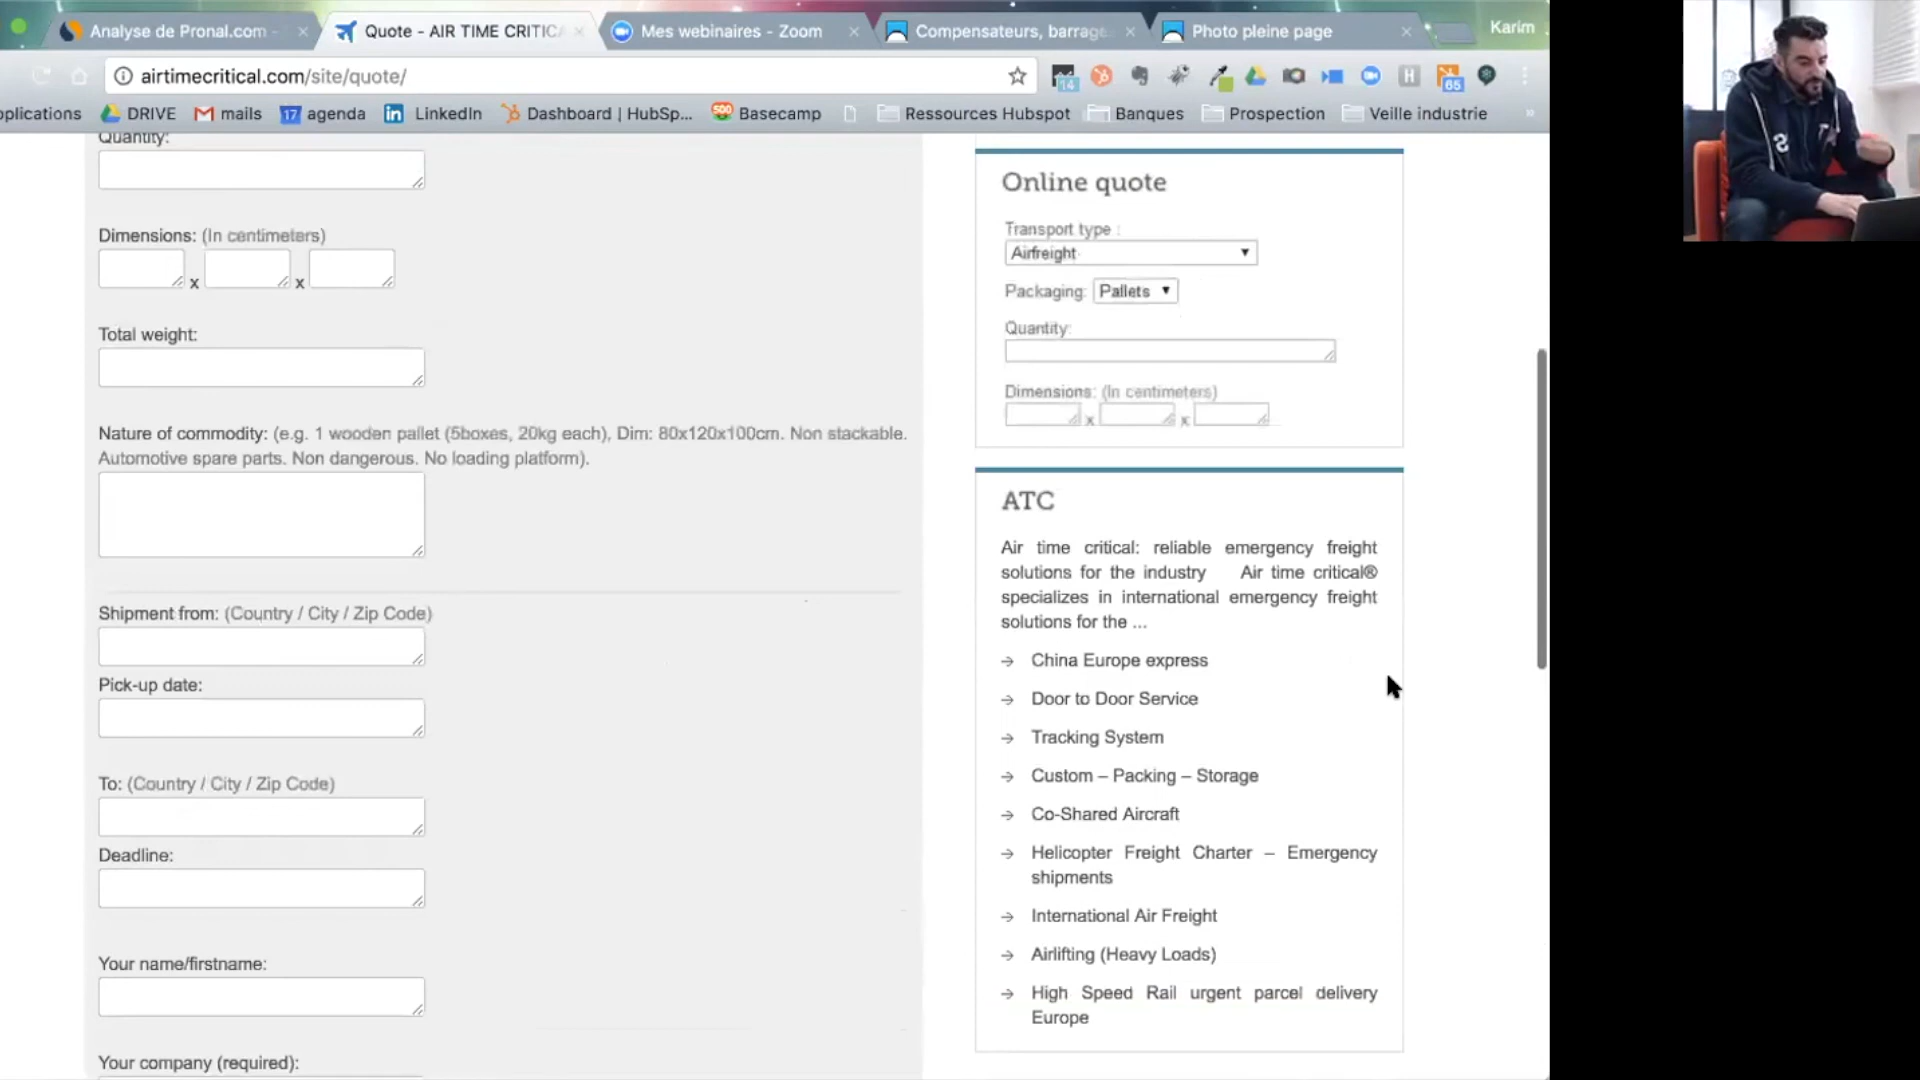 Analyse de Pronal.com -
Quote - AIR TIME CRITICA
Mes webinaires - Zoom
Compensateurs, barrage
Photo pleine page
Karim
airtimecritical.com/site/quote/
14
H
65
plications
DRIVE
mails
17
agenda
LinkedIn
Dashboard | HubSp...
Basecamp
Ressources Hubspot
Banques
Prospection
Veille industrie
»
Quantity:
Dimensions: (In centimeters)
x
x
Total weight:
Nature of commodity: (e.g. 1 wooden pallet (5boxes, 20kg each), Dim: 80x120x100cm. Non stackable.
Automotive spare parts. Non dangerous. No loading platform).
Shipment from: (Country / City / Zip Code)
Pick-up date:
To: (Country / City / Zip Code)
Deadline:
Your name/firstname:
Your company (required):
Online quote
Transport type :
Airfreight
Packaging: Pallets
Quantity:
Dimensions: (In centimeters)
x
x
ATC
Air time critical: reliable emergency freight
solutions for the industry Air time critical®
specializes in international emergency freight
solutions for the ...
China Europe express
Door to Door Service
Tracking System
Custom – Packing – Storage
Co-Shared Aircraft
Helicopter Freight Charter – Emergency
shipments
International Air Freight
Airlifting (Heavy Loads)
High Speed Rail urgent parcel delivery
Europe